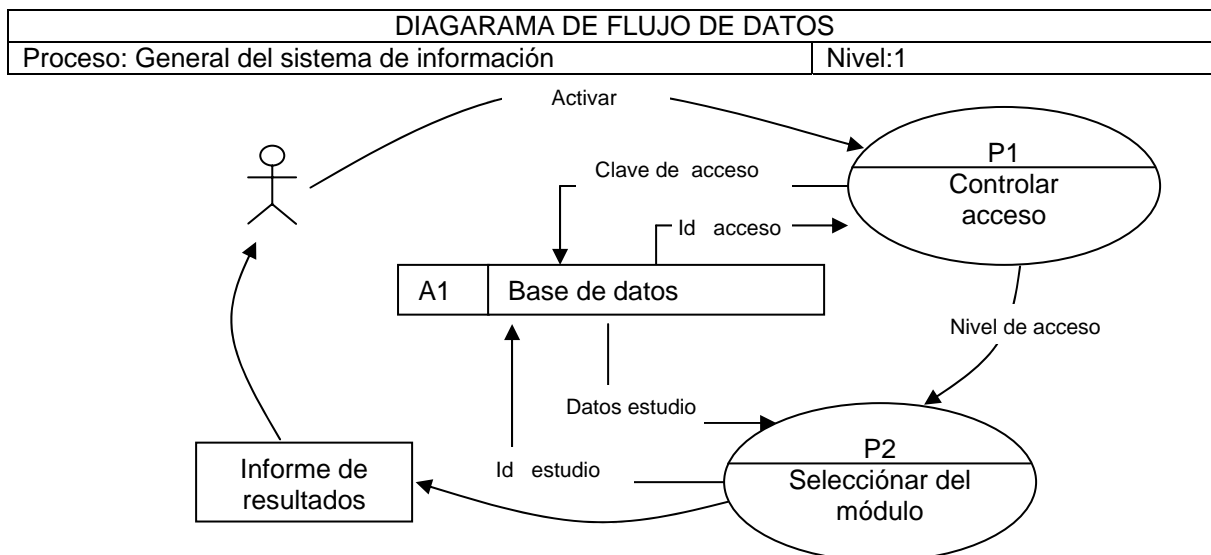 DIAGARAMA DE FLUJO DE DATOS
Proceso: General del sistema de información
Nivel:1
Activar
P1
Controlar
acceso
Clave de acceso
Id acceso
A1
Base de datos
Nivel de acceso
Datos estudio
P2
Selecciónar del
módulo
Id estudio
Informe de
resultados